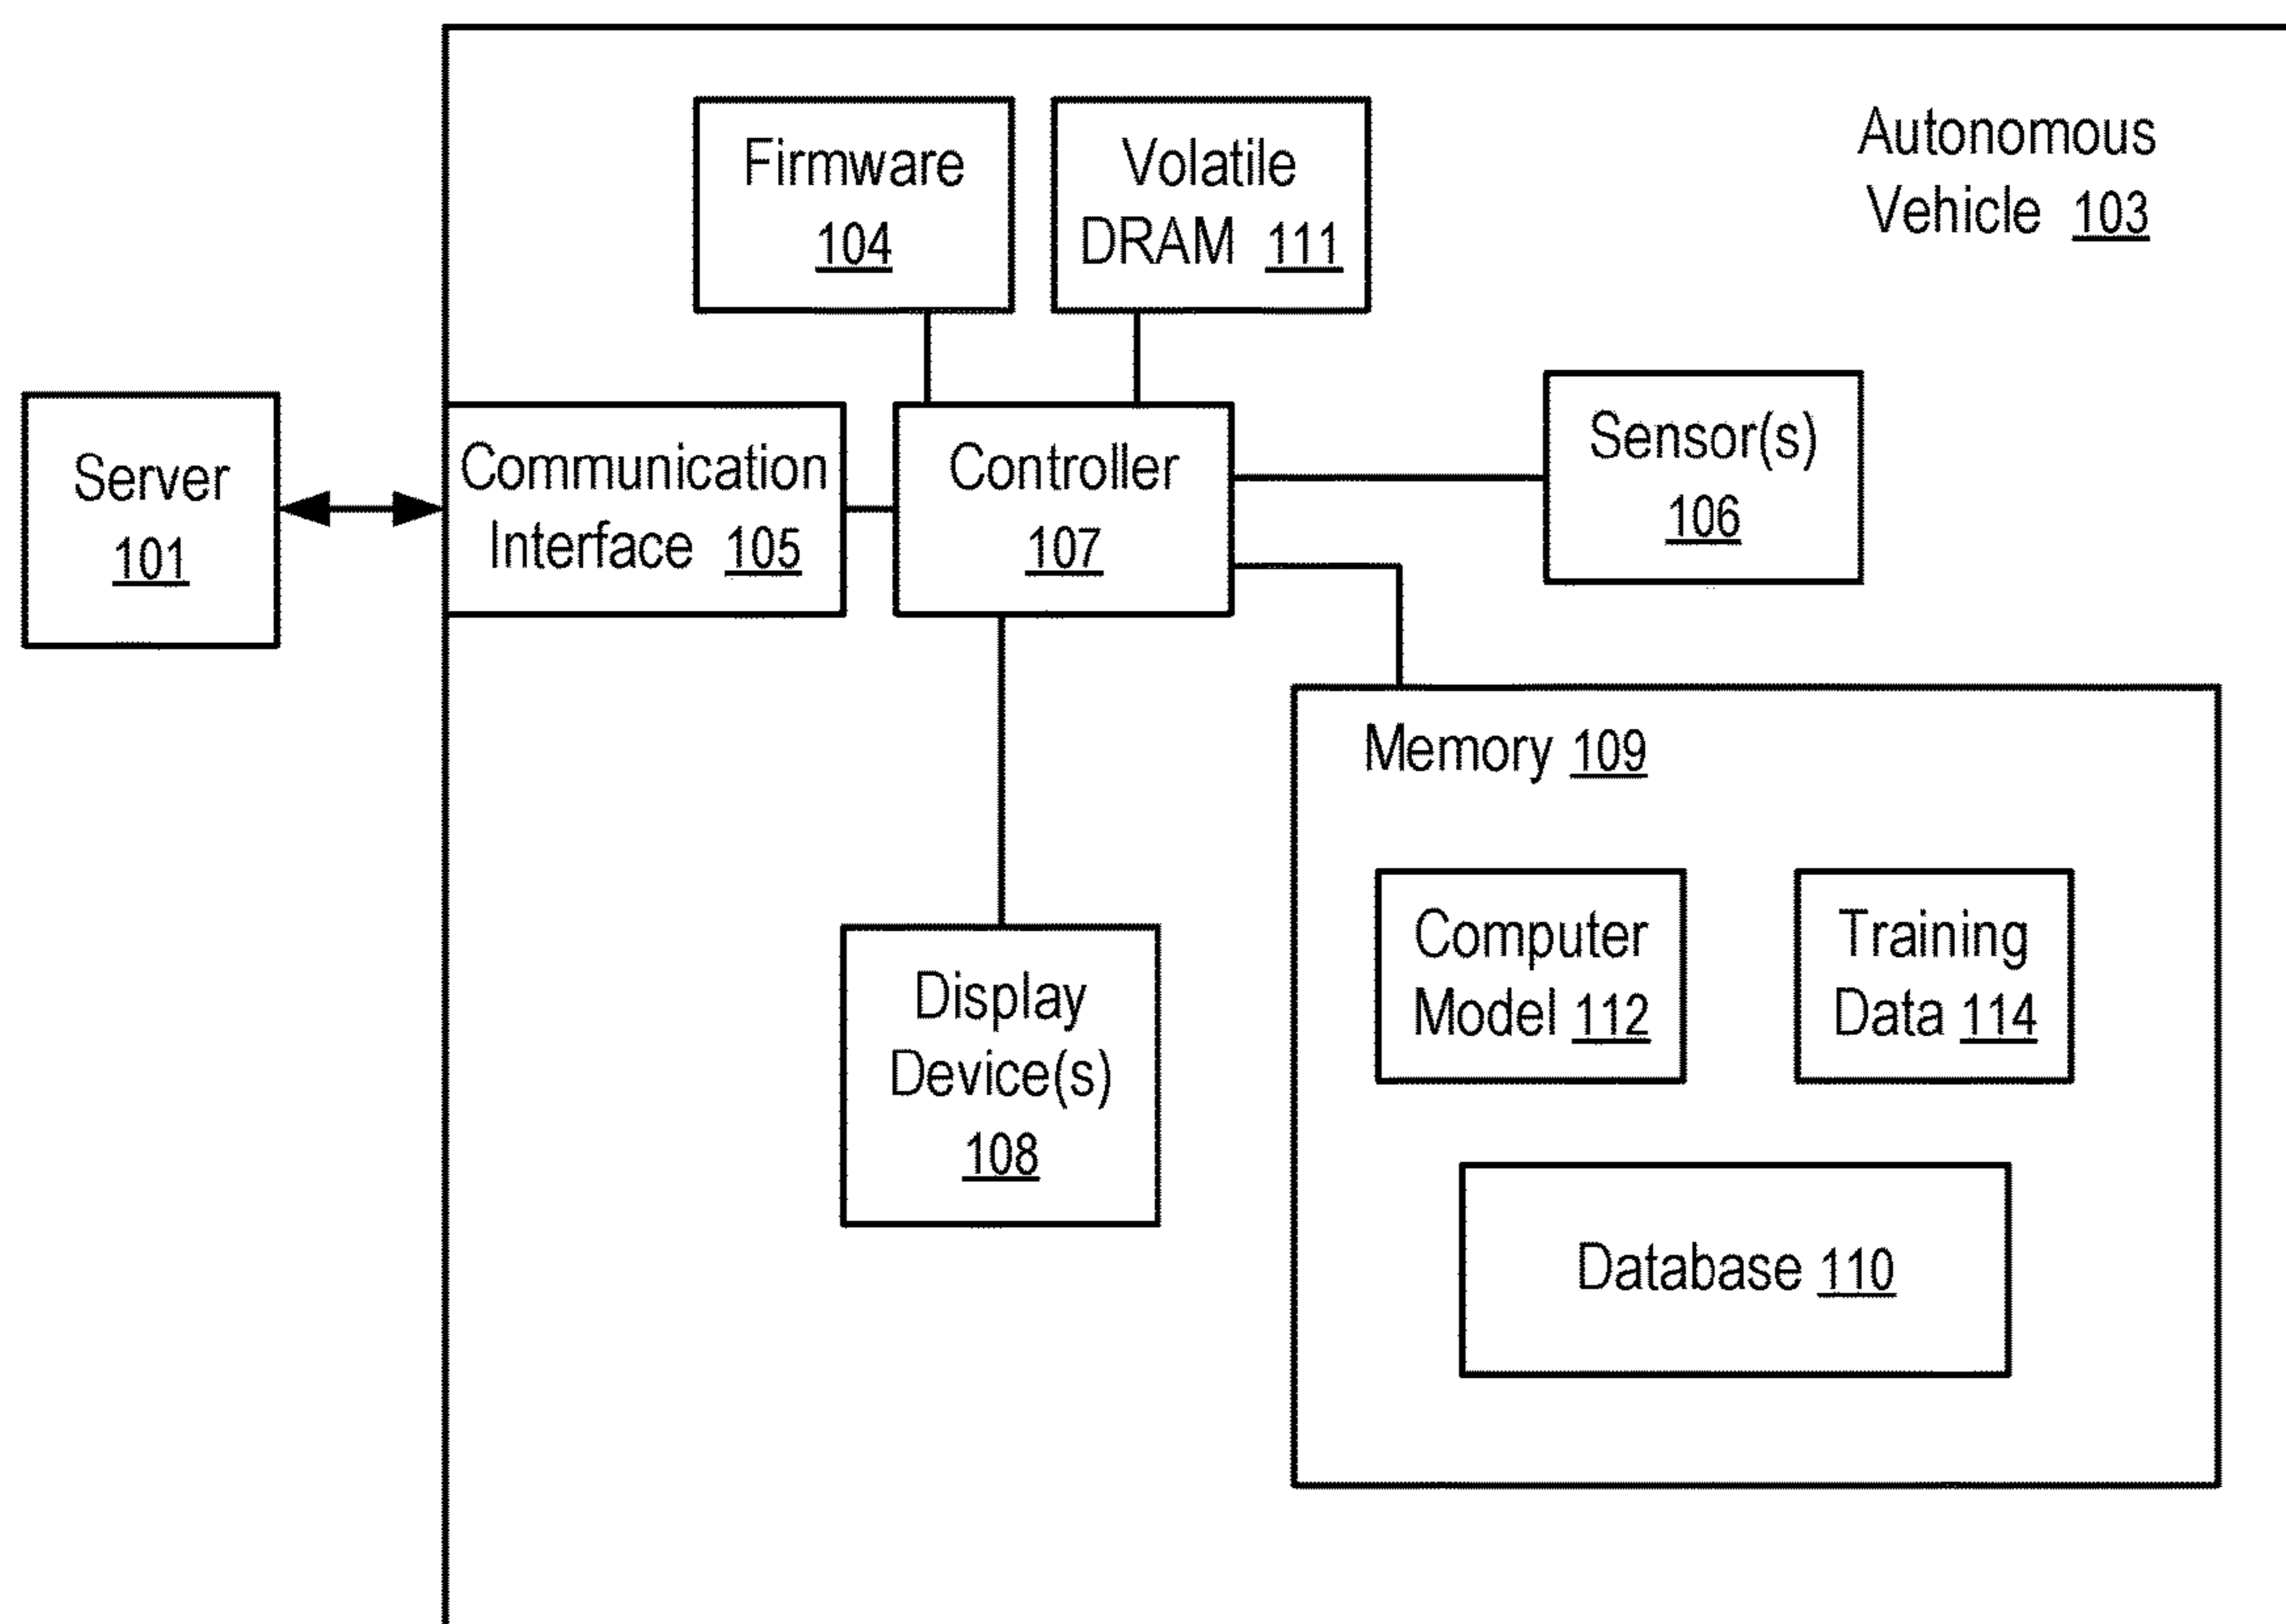 Firmware
104
Volatile
DRAM 111
Autonomous
Vehicle 103
Server
101
Communication
Interface 105
Controller
107
Sensor(s)
106
Memory 109
Computer
Model 112
Training
Data 114
Display
Device(s)
108
Database 110